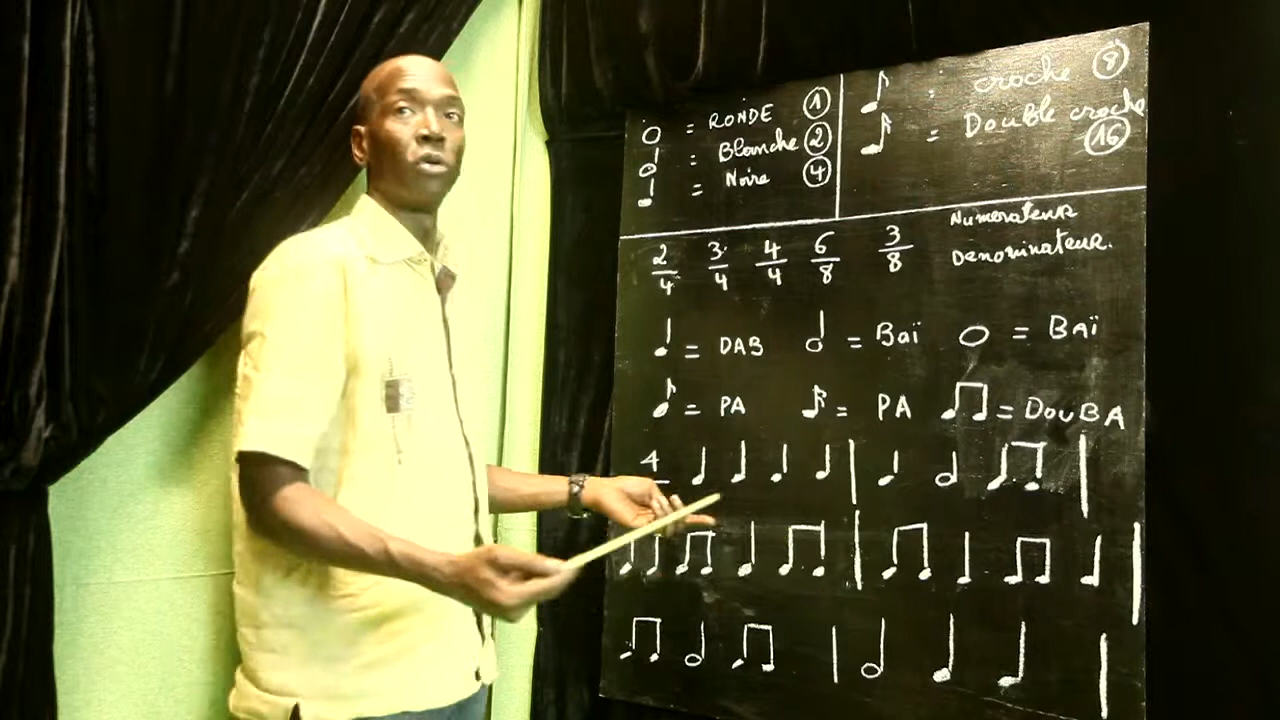 = RONDE 1
= Blanche 2
= Noire 4
: croche 8
= Double croche
16
2/4 3/4 4/4 6/8 3/8 Numerateur
Denominateur.
= DAB = Baï = BAï
= PA = PA = DouBA
4